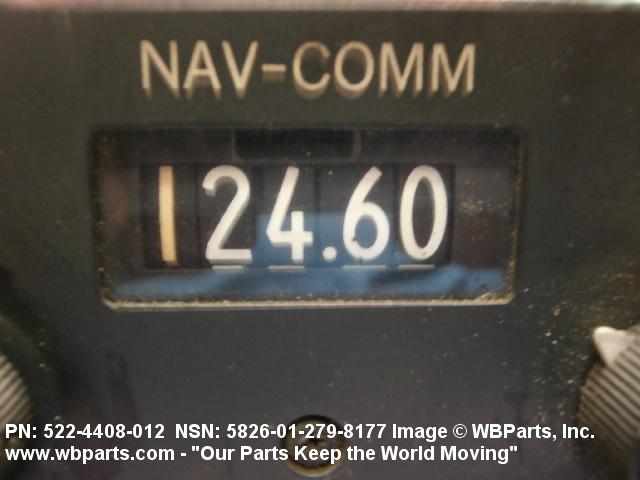 NAV-COMM
124.60
PN: 522-4408-012 NSN: 5826-01-279-8177 Image © WBParts, Inc.
www.wbparts.com - "Our Parts Keep the World Moving"